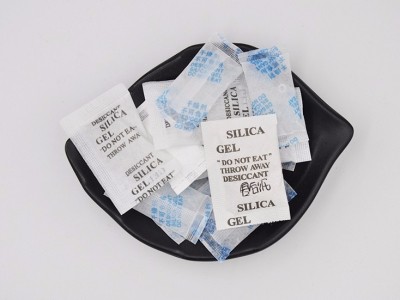 DESICCANT
SILICA
GEL
"DO NOT EAT"
THROW AWAY
DESICCANT
SILICA
GEL
SILICA
GEL
"DO NOT EAT"
THROW AWAY
DESICCANT
SILICA
GEL